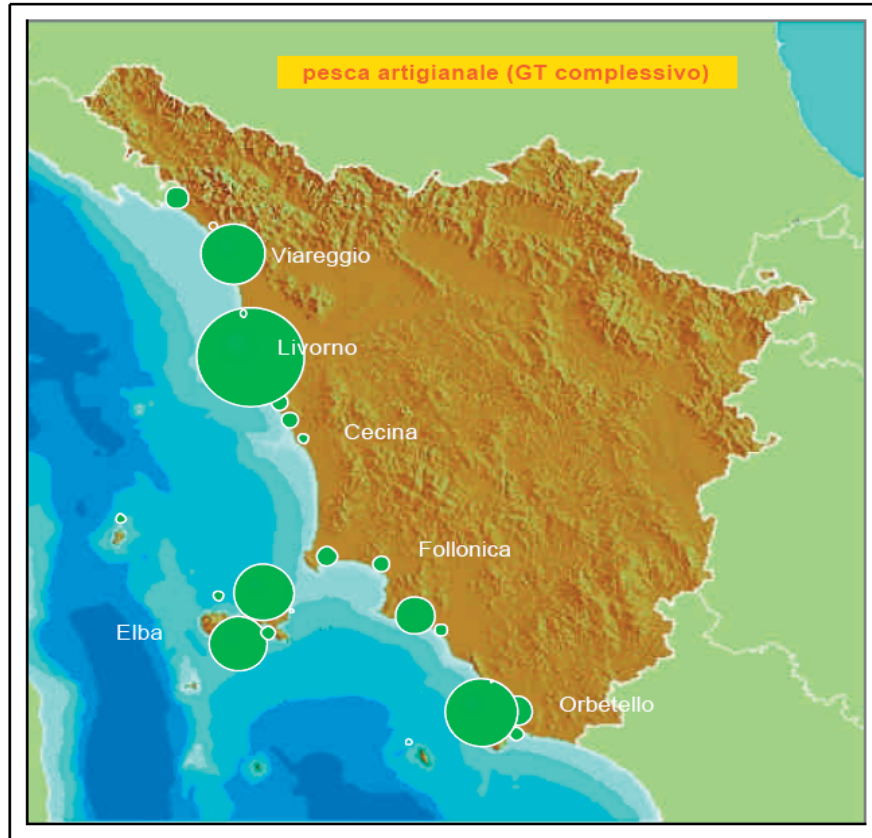 pesca artigianale (GT complessivo)
Viareggio
Livorno
Cecina
Follonica
Elba
Orbetello